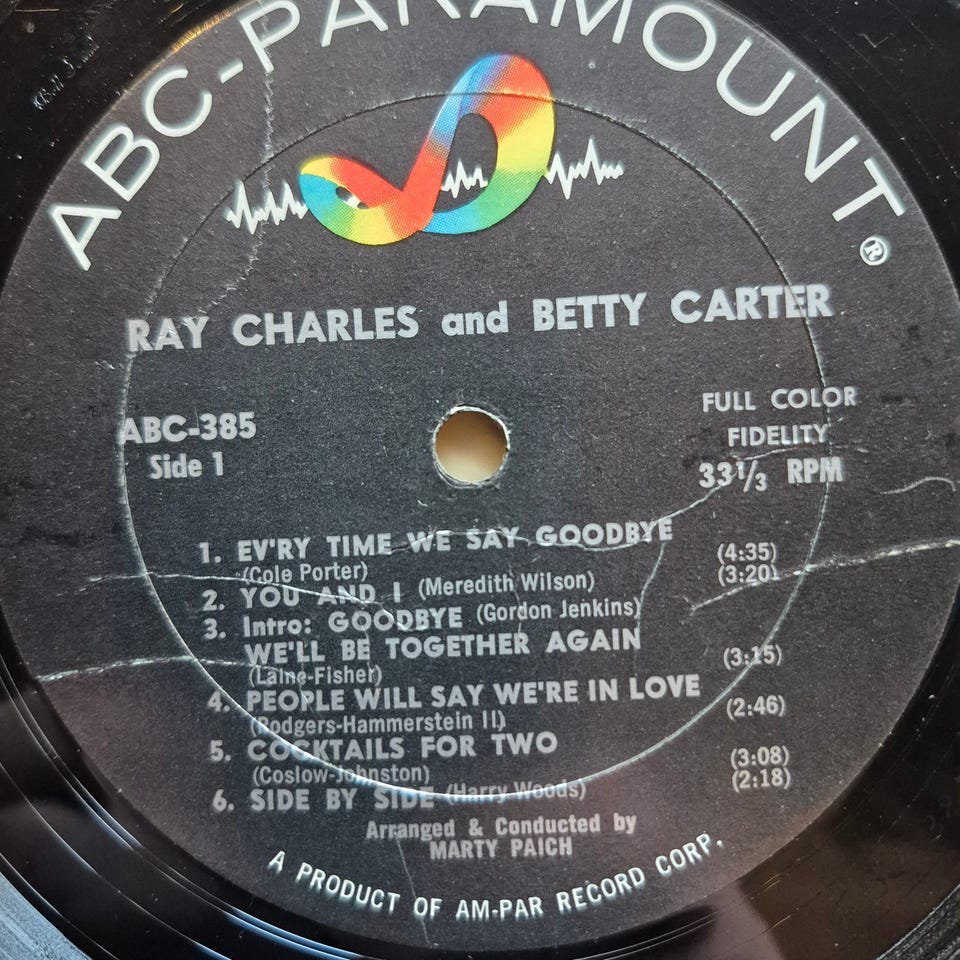 ABC-PARAMOUNT®
RAY CHARLES and BETTY CARTER
ABC-385
Side 1
FULL COLOR
FIDELITY
33 1/3 RPM
1. EV'RY TIME WE SAY GOODBYE (4:35)
(Cole Porter)
2. YOU AND I (Meredith Wilson) (3:20)
3. Intro: GOODBYE (Gordon Jenkins)
WE'LL BE TOGETHER AGAIN (3:15)
(Laine-Fisher)
4. PEOPLE WILL SAY WE'RE IN LOVE (2:46)
(Rodgers-Hammerstein II)
5. COCKTAILS FOR TWO (3:08)
(Coslow-Johnston)
6. SIDE BY SIDE (Harry Woods) (2:18)
Arranged & Conducted by
MARTY PAICH
A PRODUCT OF AM-PAR RECORD CORP.